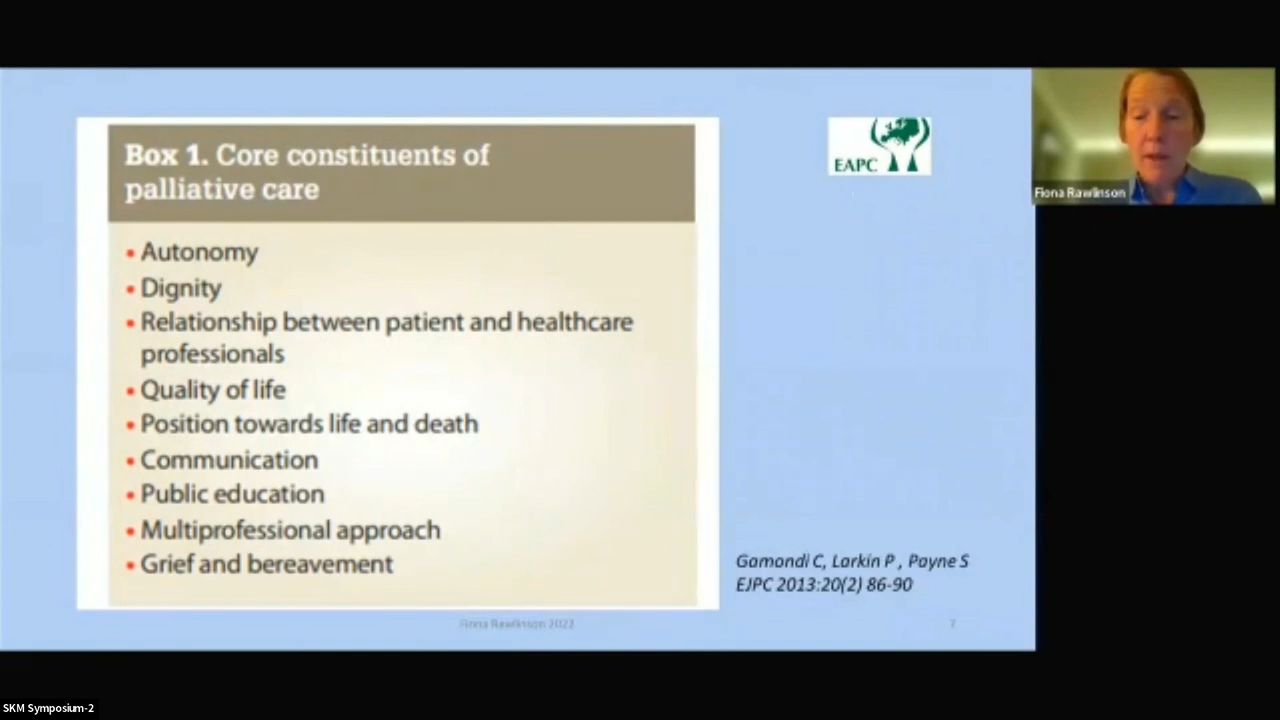 Box 1. Core constituents of
palliative care
• Autonomy
• Dignity
• Relationship between patient and healthcare
professionals
• Quality of life
• Position towards life and death
• Communication
• Public education
• Multiprofessional approach
• Grief and bereavement
EAPC
Fiona Rawlinson
Gamondi C, Larkin P , Payne S
EJPC 2013:20(2) 86-90
Fiona Rawlinson 2022
7
SKM Symposium-2